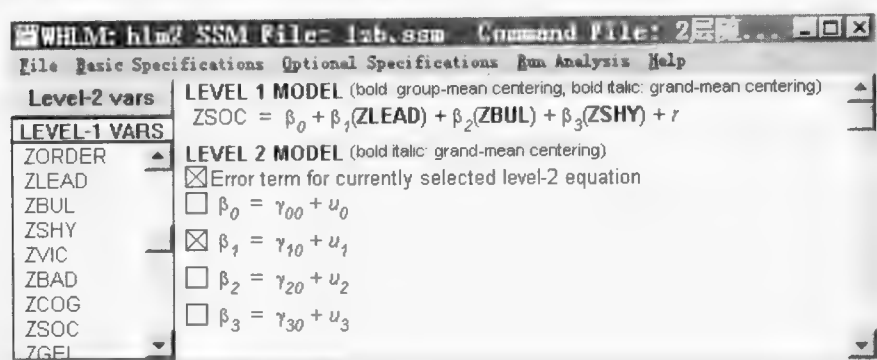 WHLM: hlm2 SSM File: lzb.ssm Command File: 2层随...
File Basic Specifications Optional Specifications Run Analysis Help
Level-2 vars
LEVEL-1 VARS
ZORDER
ZLEAD
ZBUL
ZSHY
ZVIC
ZBAD
ZCOG
ZSOC
ZGEL
LEVEL 1 MODEL (bold group-mean centering, bold italic: grand-mean centering)
ZSOC = β₀ + β₁(ZLEAD) + β₂(ZBUL) + β₃(ZSHY) + r
LEVEL 2 MODEL (bold italic: grand-mean centering)
Error term for currently selected level-2 equation
β₀ = γ₀₀ + u₀
β₁ = γ₁₀ + u₁
β₂ = γ₂₀ + u₂
β₃ = γ₃₀ + u₃